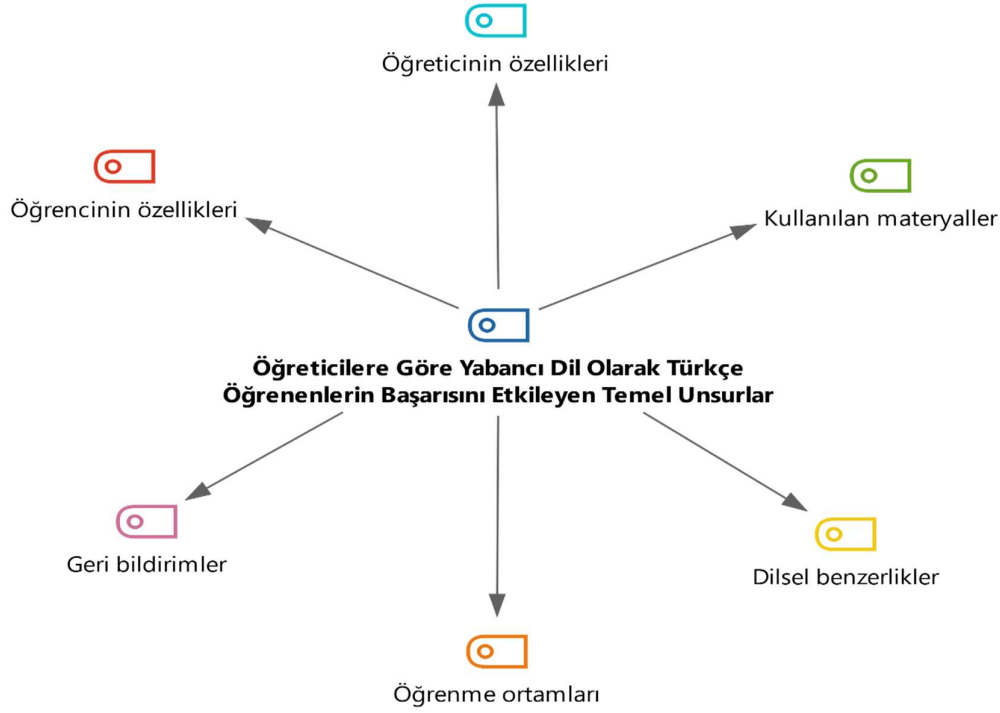 Öğreticinin özellikleri
Öğrencinin özellikleri
Kullanılan materyaller
Öğreticilere Göre Yabancı Dil Olarak Türkçe
Öğrenenlerin Başarısını Etkileyen Temel Unsurlar
Geri bildirimler
Dilsel benzerlikler
Öğrenme ortamları